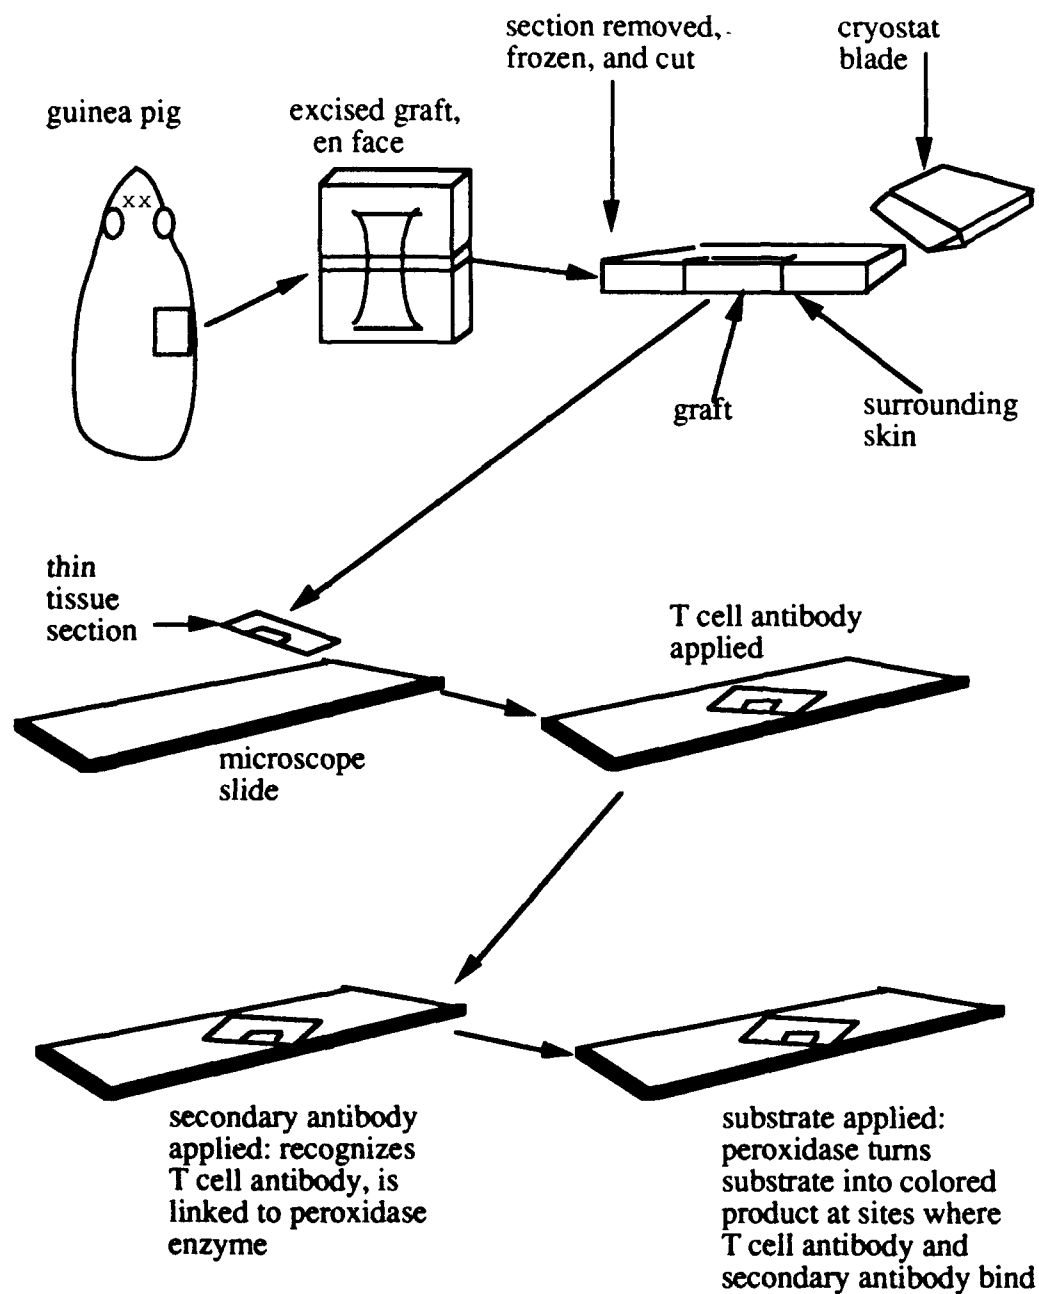 section removed,
frozen, and cut
cryostat
blade
guinea pig
excised graft,
en face
xx
graft
surrounding
skin
thin
tissue
section
T cell antibody
applied
microscope
slide
secondary antibody
applied: recognizes
T cell antibody, is
linked to peroxidase
enzyme
substrate applied:
peroxidase turns
substrate into colored
product at sites where
T cell antibody and
secondary antibody bind